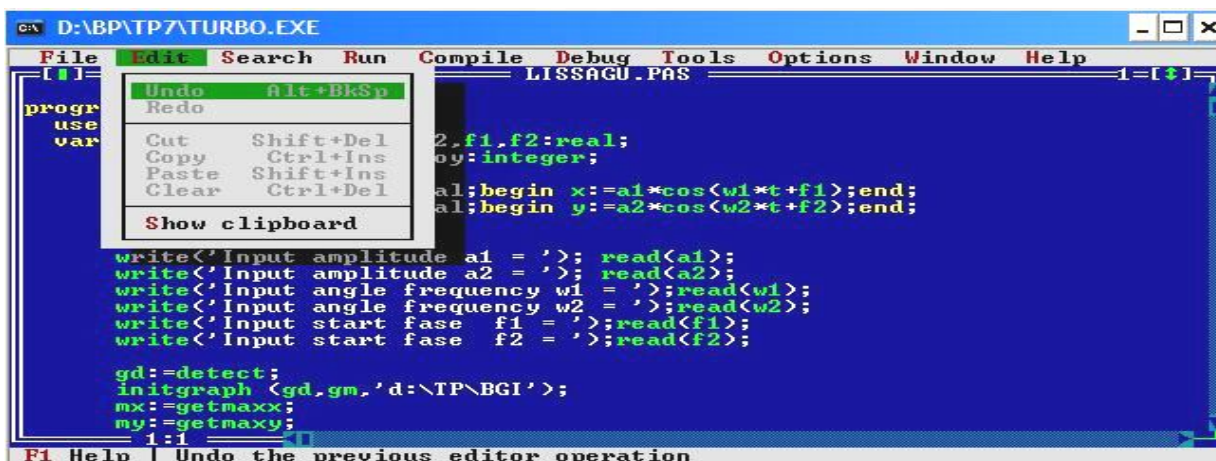 D:\BP\TP7\TURBO.EXE
File Edit Search Run Compile Debug Tools Options Window Help
LISSAGU.PAS 1
Undo Alt+BkSp
progr Redo
use
var Cut Shift+Del 2,f1,f2:real;
Copy Ctrl+Ins oy:integer;
Paste Shift+Ins
Clear Ctrl+Del al;begin x:=a1*cos(w1*t+f1);end;
al;begin y:=a2*cos(w2*t+f2);end;
Show clipboard
write('Input amplitude a1 = '); read(a1);
write('Input amplitude a2 = '); read(a2);
write('Input angle frequency w1 = ');read(w1);
write('Input angle frequency w2 = ');read(w2);
write('Input start fase f1 = ');read(f1);
write('Input start fase f2 = ');read(f2);
gd:=detect;
initgraph (gd,gm,'d:\TP\BGI');
mx:=getmaxx;
my:=getmaxy;
1:1
F1 Help | Undo the previous editor operation